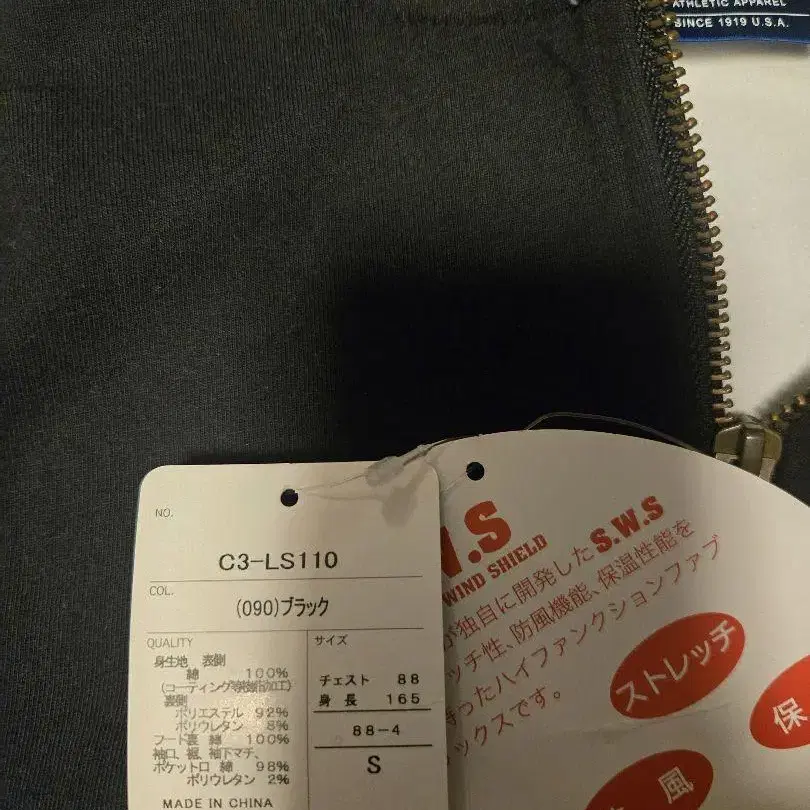 ATHLETIC APPAREL
SINCE 1919 U.S.A.
NO.
C3-LS110
COL.
(090)ブラック
QUALITY
身生地 表側
綿 100%
裏側
ポリエステル 92%
ポリウレタン 8%
フード裏 綿 100%
袖口、裾、袖下マチ、
ポケット口 綿 98%
ポリウレタン 2%
MADE IN CHINA
サイズ
チェスト 88
身長 165
88-4
S
.S
WIND SHIELD
が独自に開発したS.W.S
ッチ性、防風機能、保温性能を
持ったハイファンクションファブ
ックスです。
ストレッチ
保
風